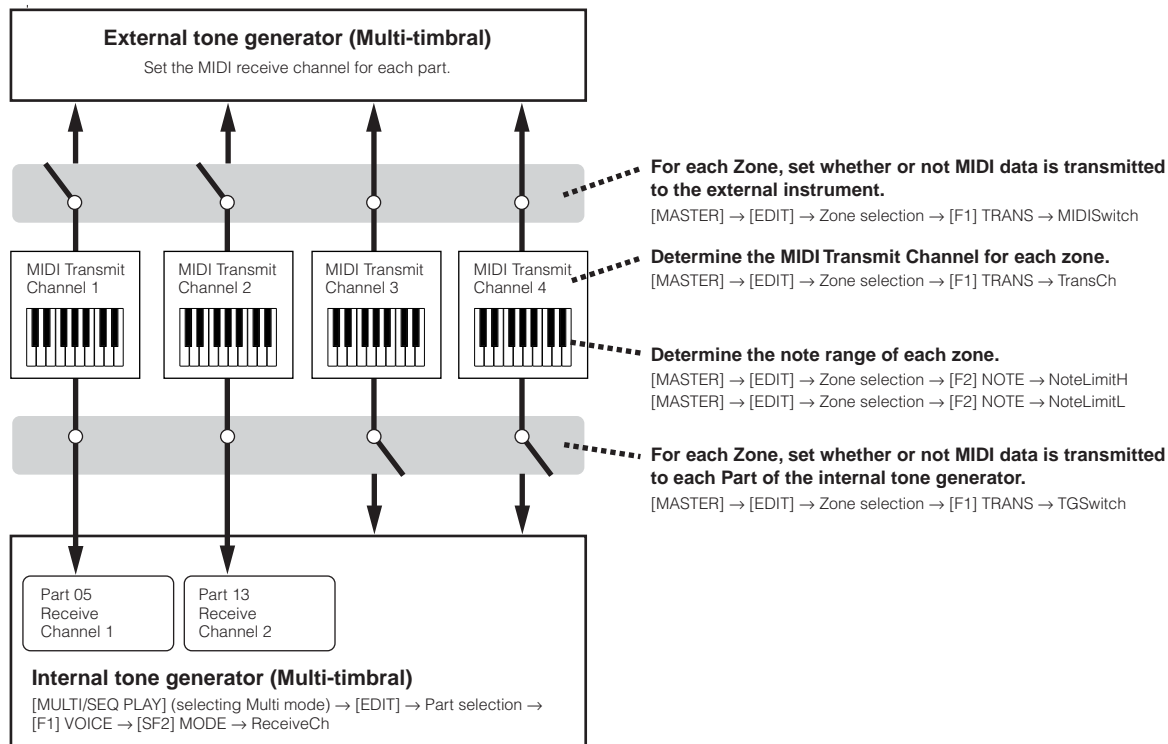 External tone generator (Multi-timbral)
Set the MIDI receive channel for each part.
For each Zone, set whether or not MIDI data is transmitted
to the external instrument.
[MASTER] → [EDIT] → Zone selection → [F1] TRANS → MIDISwitch
MIDI Transmit
Channel 1
MIDI Transmit
Channel 2
MIDI Transmit
Channel 3
MIDI Transmit
Channel 4
Determine the MIDI Transmit Channel for each zone.
[MASTER] → [EDIT] → Zone selection → [F1] TRANS → TransCh
Determine the note range of each zone.
[MASTER] → [EDIT] → Zone selection → [F2] NOTE → NoteLimitH
[MASTER] → [EDIT] → Zone selection → [F2] NOTE → NoteLimitL
For each Zone, set whether or not MIDI data is transmitted
to each Part of the internal tone generator.
[MASTER] → [EDIT] → Zone selection → [F1] TRANS → TGSwitch
Part 05
Receive
Channel 1
Part 13
Receive
Channel 2
Internal tone generator (Multi-timbral)
[MULTI/SEQ PLAY] (selecting Multi mode) → [EDIT] → Part selection →
[F1] VOICE → [SF2] MODE → ReceiveCh